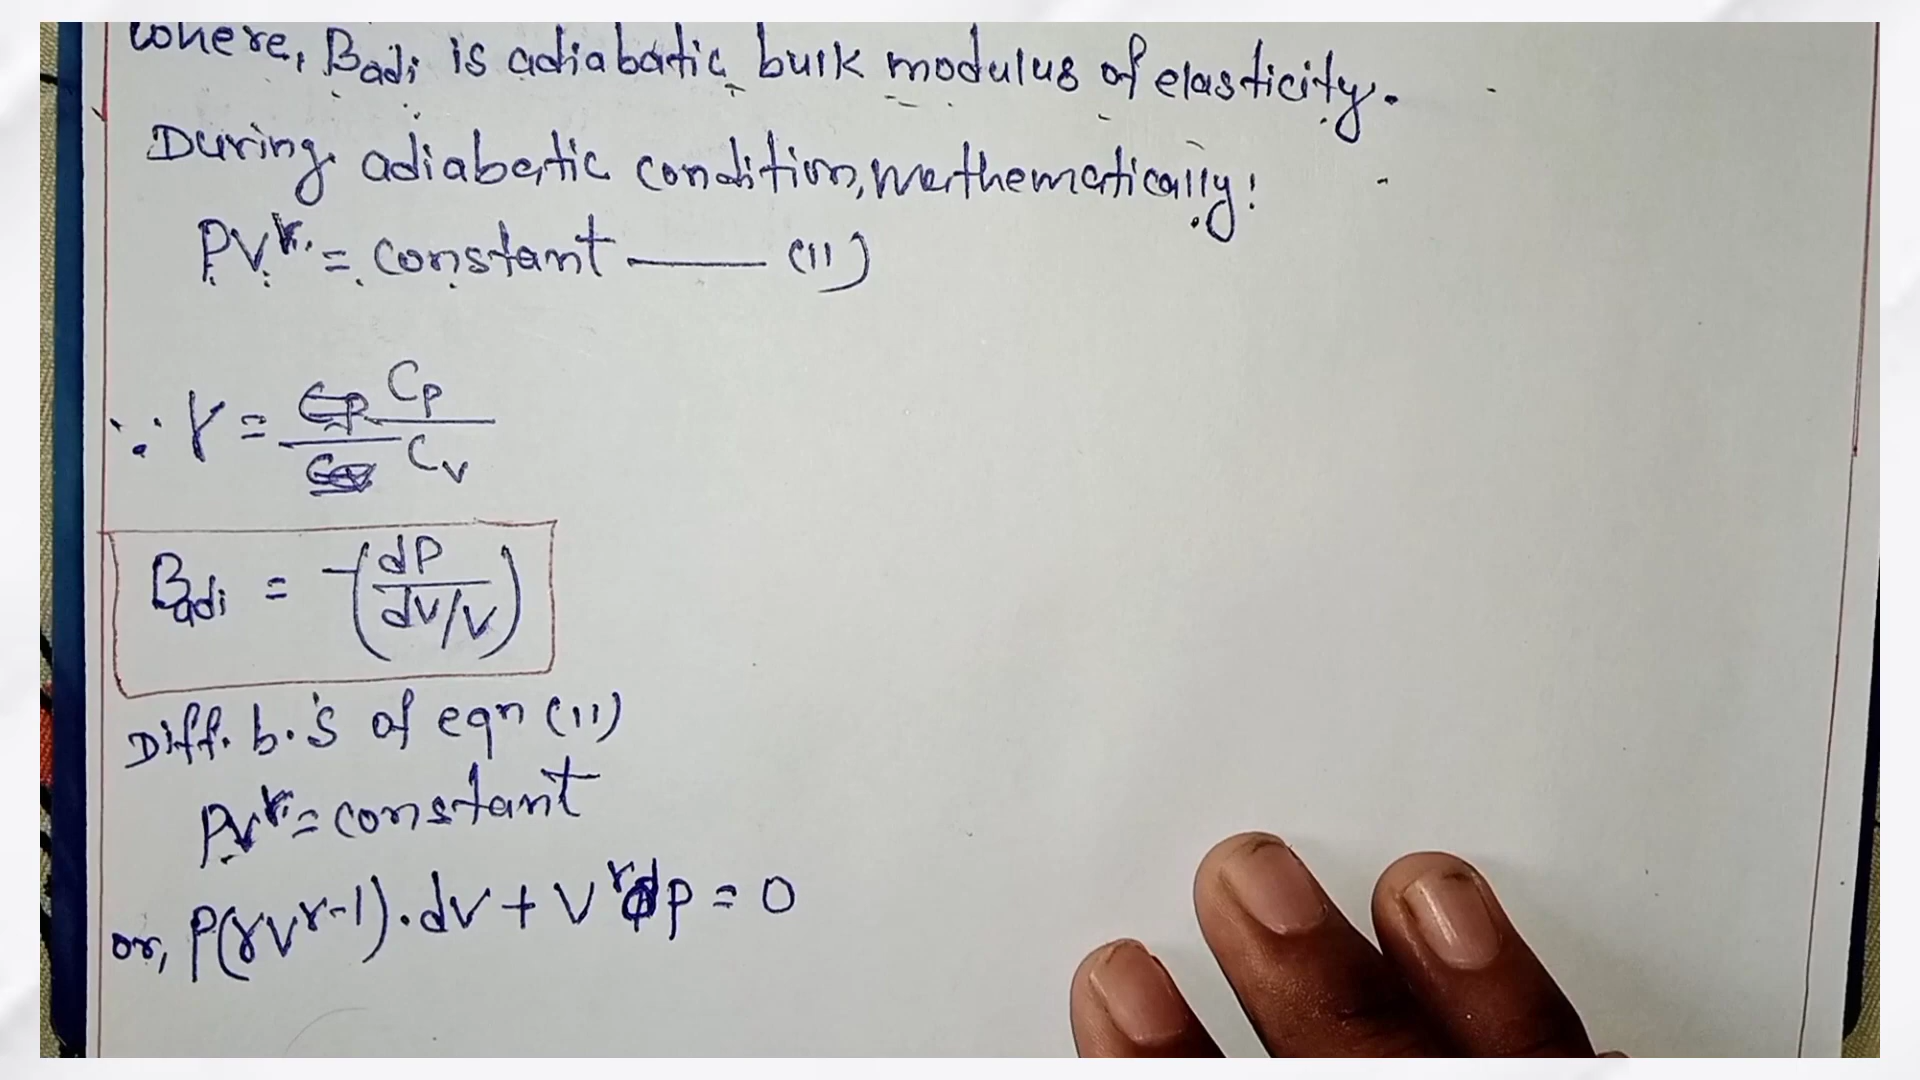 where, Badi is adiabatic bulk modulus of elasticity.
During adiabatic condition, mathematically:
PV^γ = constant —— (11)
∵ γ = Cp / Cv
Badi = -(dP / dV/V)
Diff. b.s of eqn (11)
PV^γ = constant
or, P(γV^γ-1).dv + V^γ dp = 0